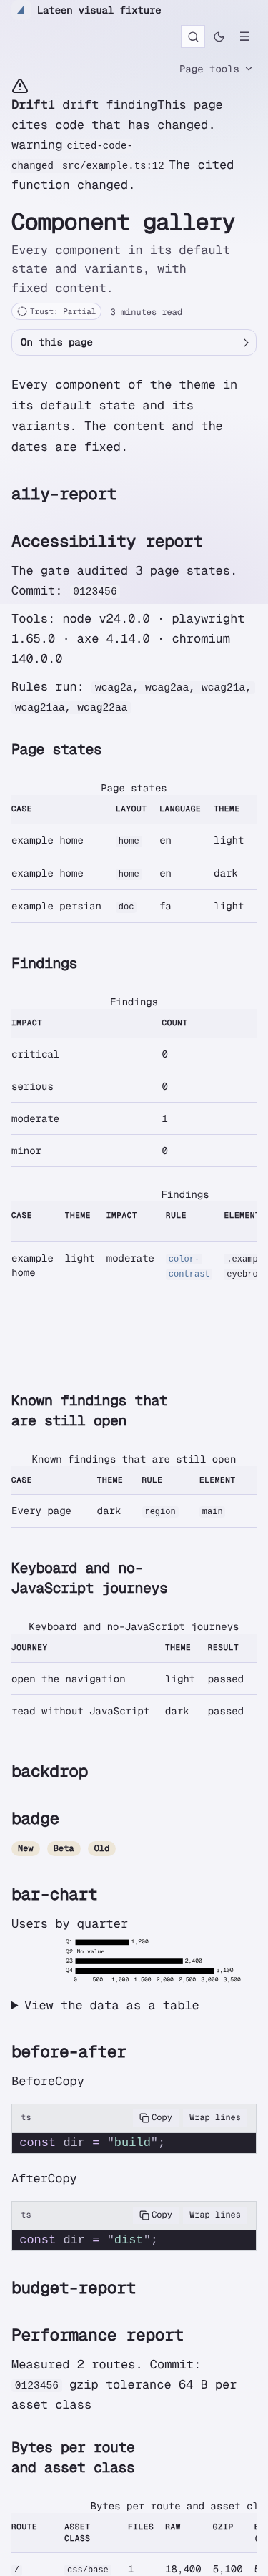 Lateen visual fixture
Page tools
Drift1 drift findingThis page
cites code that has changed.
warning cited-code-
changed src/example.ts:12 The cited
function changed.
Component gallery
Every component in its default
state and variants, with
fixed content.
Trust: Partial 3 minutes read
On this page
Every component of the theme in
its default state and its
variants. The content and the
dates are fixed.
a11y-report
Accessibility report
The gate audited 3 page states.
Commit: 0123456
Tools: node v24.0.0 · playwright
1.65.0 · axe 4.14.0 · chromium
140.0.0
Rules run: wcag2a, wcag2aa, wcag21a,
wcag21aa, wcag22aa
Page states
Page states
CASE LAYOUT LANGUAGE THEME
example home home en light
example home home en dark
example persian doc fa light
Findings
Findings
IMPACT COUNT
critical 0
serious 0
moderate 1
minor 0
Findings
CASE THEME IMPACT RULE
example light moderate color-
home contrast
Known findings that
are still open
Known findings that are still open
CASE THEME RULE ELEMENT
Every page dark region main
Keyboard and no-
JavaScript journeys
Keyboard and no-JavaScript journeys
JOURNEY THEME RESULT
open the navigation light passed
read without JavaScript dark passed
backdrop
badge
New Beta Old
bar-chart
Users by quarter
Q1 1,200
Q2 No value
Q3 2,400
Q4 3,100
0 500 1,000 1,500 2,000 2,500 3,000 3,500
View the data as a table
before-after
BeforeCopy
ts Copy Wrap lines
const dir = "build";
AfterCopy
ts Copy Wrap lines
const dir = "dist";
budget-report
Performance report
Measured 2 routes. Commit:
0123456 gzip tolerance 64 B per
asset class
Bytes per route
and asset class
Bytes per route and asset
ROUTE ASSET CLASS FILES RAW GZIP
/ css/base 1 18,400 5,100